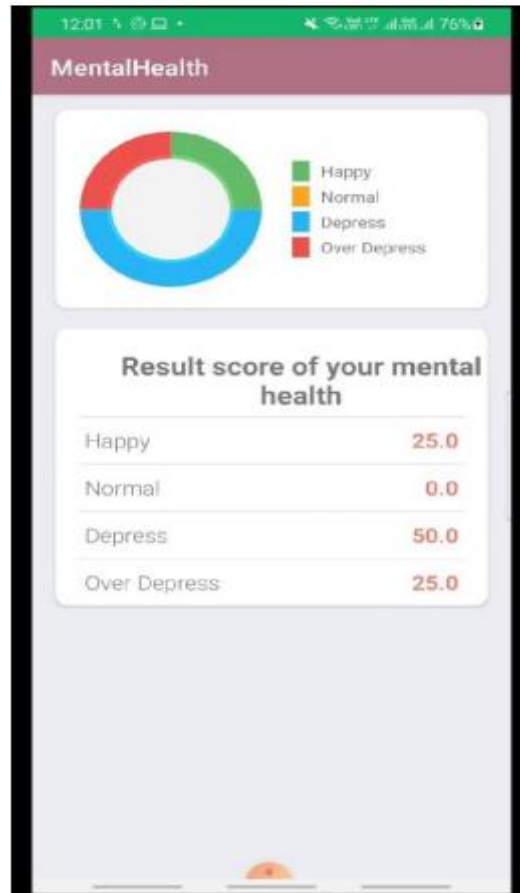 12:01
76%
MentalHealth
Happy
Normal
Depress
Over Depress
Result score of your mental
health
Happy 25.0
Normal 0.0
Depress 50.0
Over Depress 25.0